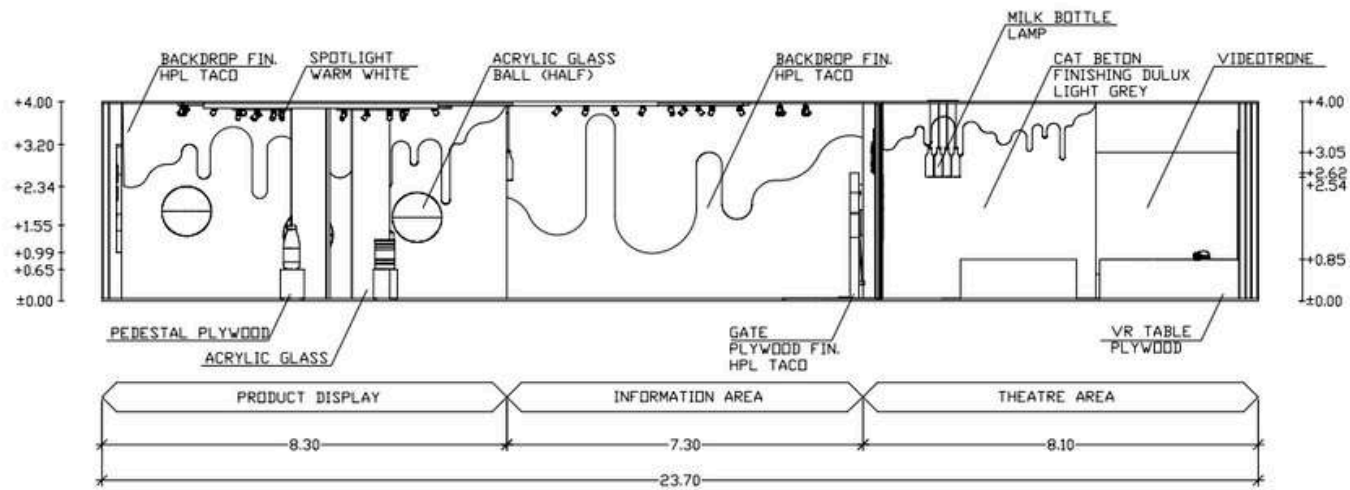 MILK BOTTLE
LAMP
BACKDROP FIN.
HPL TACO
SPOTLIGHT
WARM WHITE
ACRYLIC GLASS
BALL (HALF)
BACKDROP FIN.
HPL TACO
CAT BETON
FINISHING DULUX
LIGHT GREY
VIDEOTRONE
+4.00
+3.20
+2.34
+1.55
+0.99
+0.65
±0.00
+4.00
+3.05
+2.62
+2.54
+0.85
±0.00
PEDESTAL PLYWOOD
ACRYLIC GLASS
GATE
PLYWOOD FIN.
HPL TACO
VR TABLE
PLYWOOD
PRODUCT DISPLAY
INFORMATION AREA
THEATRE AREA
8.30
7.30
8.10
23.70